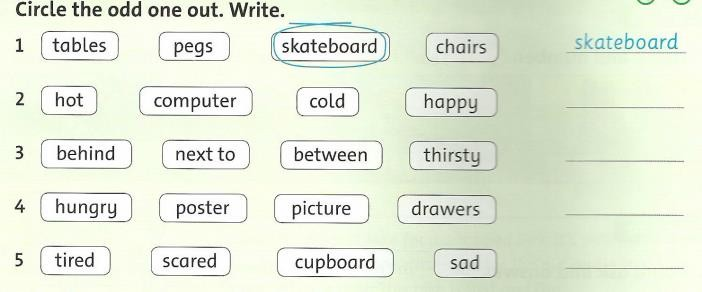 Circle the odd one out. Write.
1 tables pegs skateboard chairs skateboard
2 hot computer cold happy
3 behind next to between thirsty
4 hungry poster picture drawers
5 tired scared cupboard sad